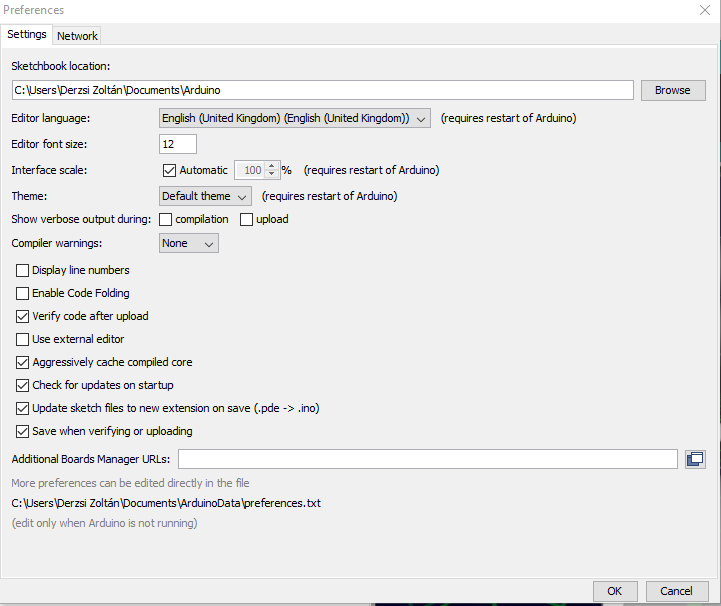 Preferences
Settings Network
Sketchbook location:
C:\Users\Derzsi Zoltán\Documents\Arduino Browse
Editor language: English (United Kingdom) (English (United Kingdom)) (requires restart of Arduino)
Editor font size: 12
Interface scale: Automatic 100 % (requires restart of Arduino)
Theme: Default theme (requires restart of Arduino)
Show verbose output during: compilation upload
Compiler warnings: None
Display line numbers
Enable Code Folding
Verify code after upload
Use external editor
Aggressively cache compiled core
Check for updates on startup
Update sketch files to new extension on save (.pde -> .ino)
Save when verifying or uploading
Additional Boards Manager URLs:
More preferences can be edited directly in the file
C:\Users\Derzsi Zoltán\Documents\ArduinoData\preferences.txt
(edit only when Arduino is not running)
OK Cancel